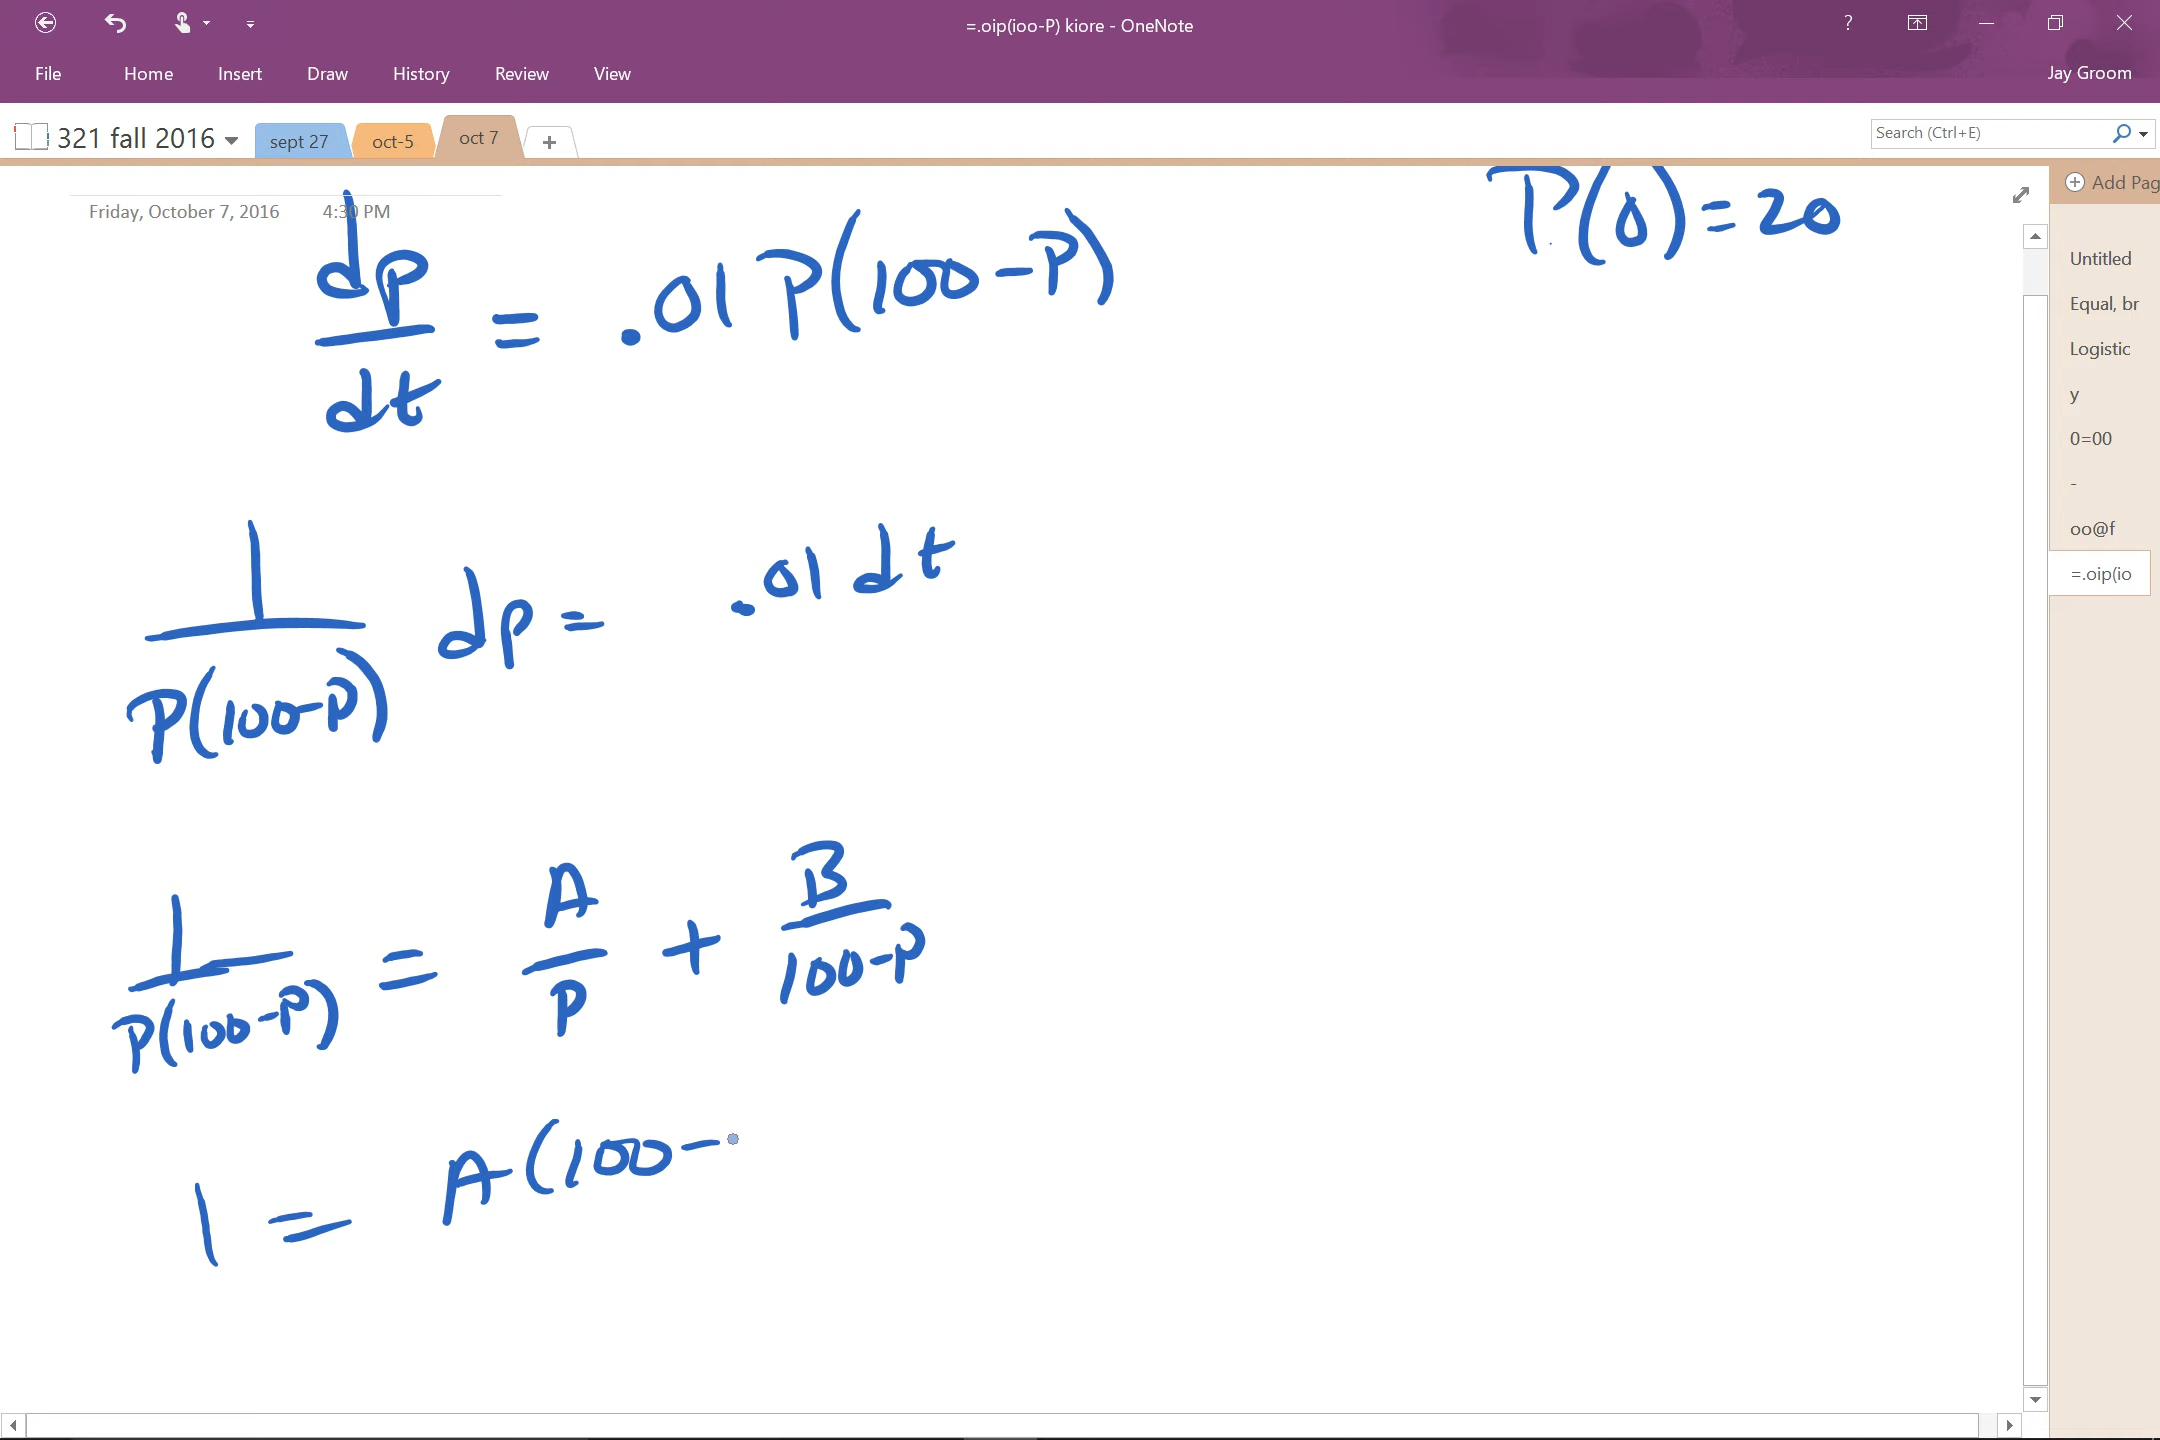 =.oip(ioo-P) kiore - OneNote
?
File Home Insert Draw History Review View
Jay Groom
321 fall 2016 sept 27 oct-5 oct 7
Search (Ctrl+E)
Add Pag
Friday, October 7, 2016 4:30 PM
P(0) = 20
dp/dt = .01 P(100-P)
1/P(100-P) dp = .01 dt
1/P(100-P) = A/P + B/100-P
1 = A(100-
Untitled
Equal, br
Logistic
y
0=00
-
oo@f
=.oip(io